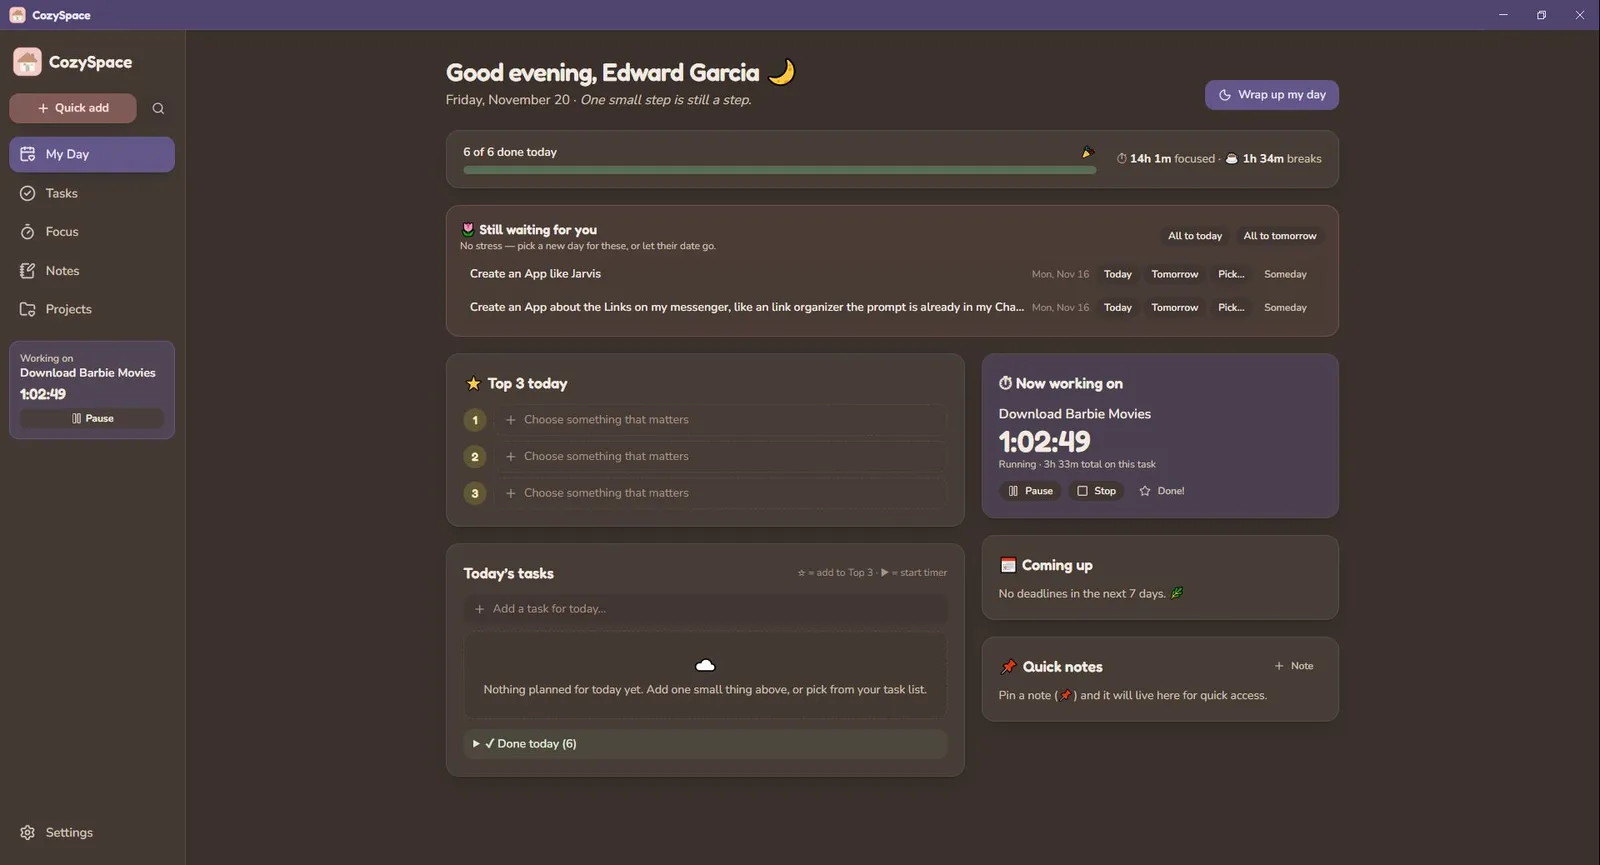 CozySpace
CozySpace
+ Quick add
My Day
Tasks
Focus
Notes
Projects
Working on
Download Barbie Movies
1:02:49
Pause
Settings
Good evening, Edward Garcia 🌙
Friday, November 20 · One small step is still a step.
Wrap up my day
6 of 6 done today
14h 1m focused · ☕ 1h 34m breaks
🌷 Still waiting for you
No stress — pick a new day for these, or let their date go.
All to today All to tomorrow
Create an App like Jarvis Mon, Nov 16 Today Tomorrow Pick... Someday
Create an App about the Links on my messenger, like an link organizer the prompt is already in my Cha... Mon, Nov 16 Today Tomorrow Pick... Someday
⭐ Top 3 today
1 + Choose something that matters
2 + Choose something that matters
3 + Choose something that matters
Today's tasks
☆ = add to Top 3 · ▶ = start timer
+ Add a task for today...
Nothing planned for today yet. Add one small thing above, or pick from your task list.
▶ ✓ Done today (6)
⏱ Now working on
Download Barbie Movies
1:02:49
Running · 3h 33m total on this task
Pause Stop Done!
Coming up
No deadlines in the next 7 days. 🌿
📌 Quick notes
+ Note
Pin a note (📌) and it will live here for quick access.